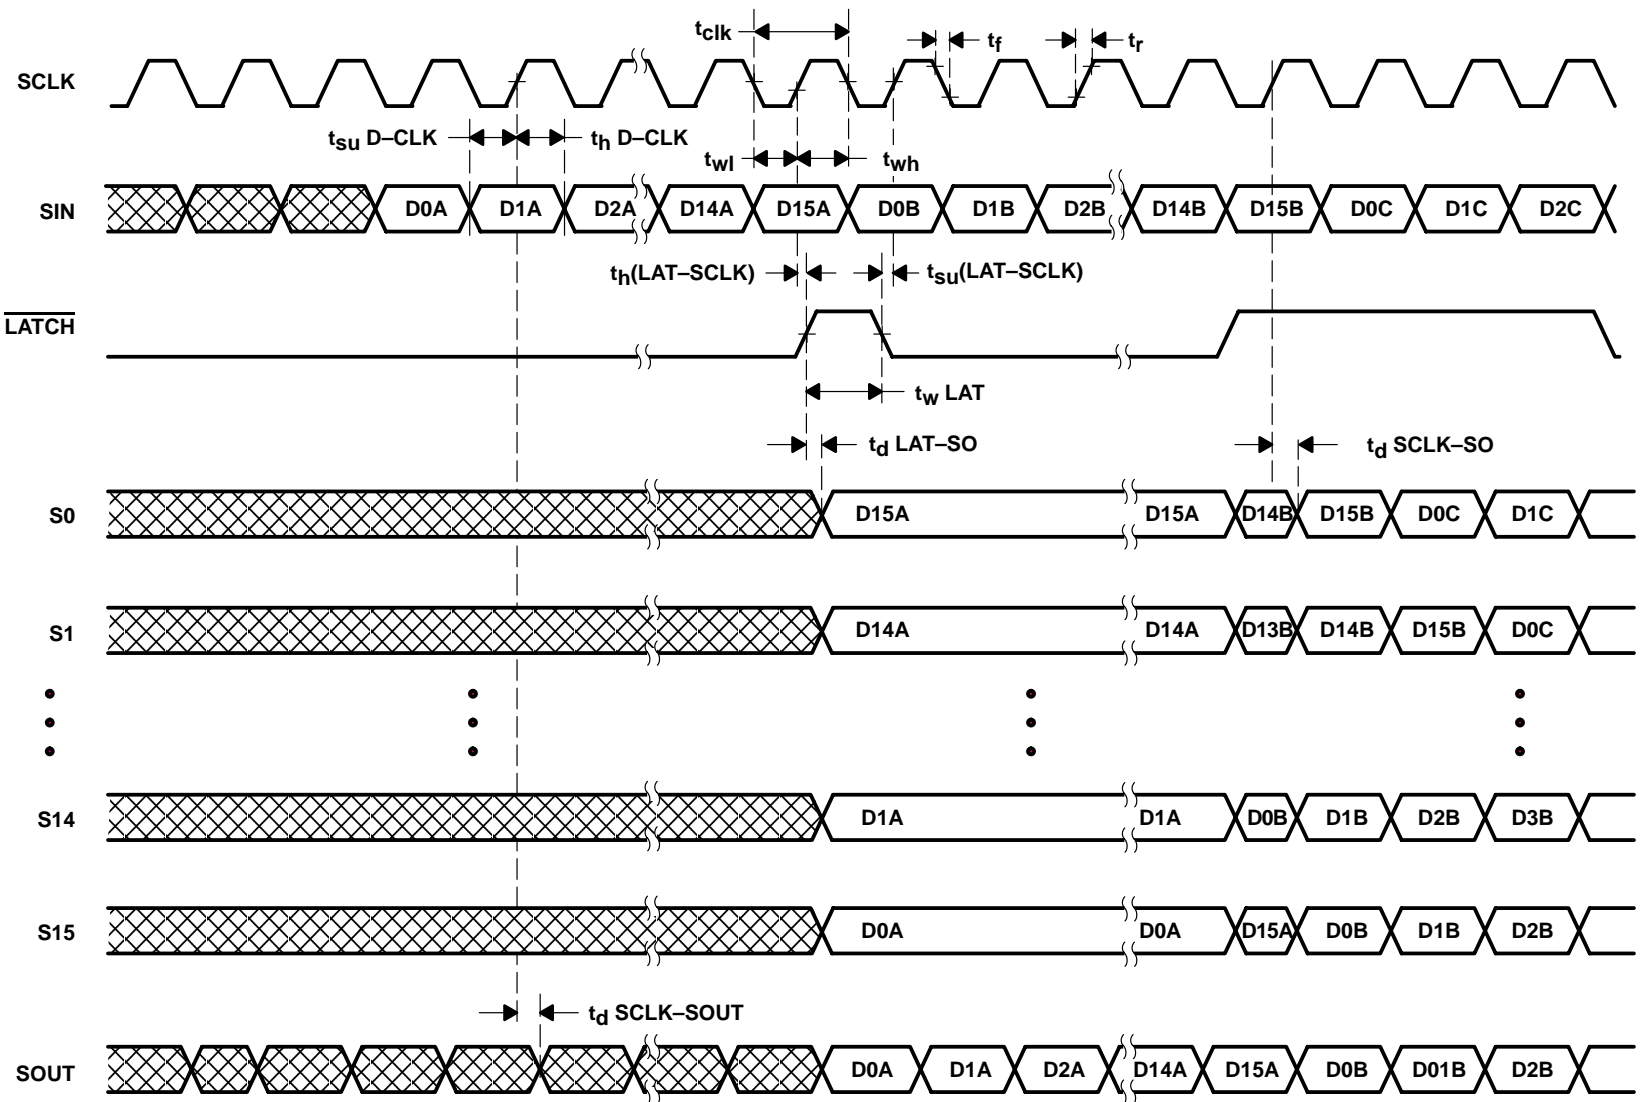 tclk tf tr
SCLK
tsu D–CLK th D–CLK
twl twh
SIN D0A D1A D2A D14A D15A D0B D1B D2B D14B D15B D0C D1C D2C
th(LAT–SCLK) tsu(LAT–SCLK)
LATCH
tw LAT
td LAT–SO td SCLK–SO
S0 D15A D15A D14B D15B D0C D1C
S1 D14A D14A D13B D14B D15B D0C
S14 D1A D1A D0B D1B D2B D3B
S15 D0A D0A D15A D0B D1B D2B
td SCLK–SOUT
SOUT D0A D1A D2A D14A D15A D0B D01B D2B